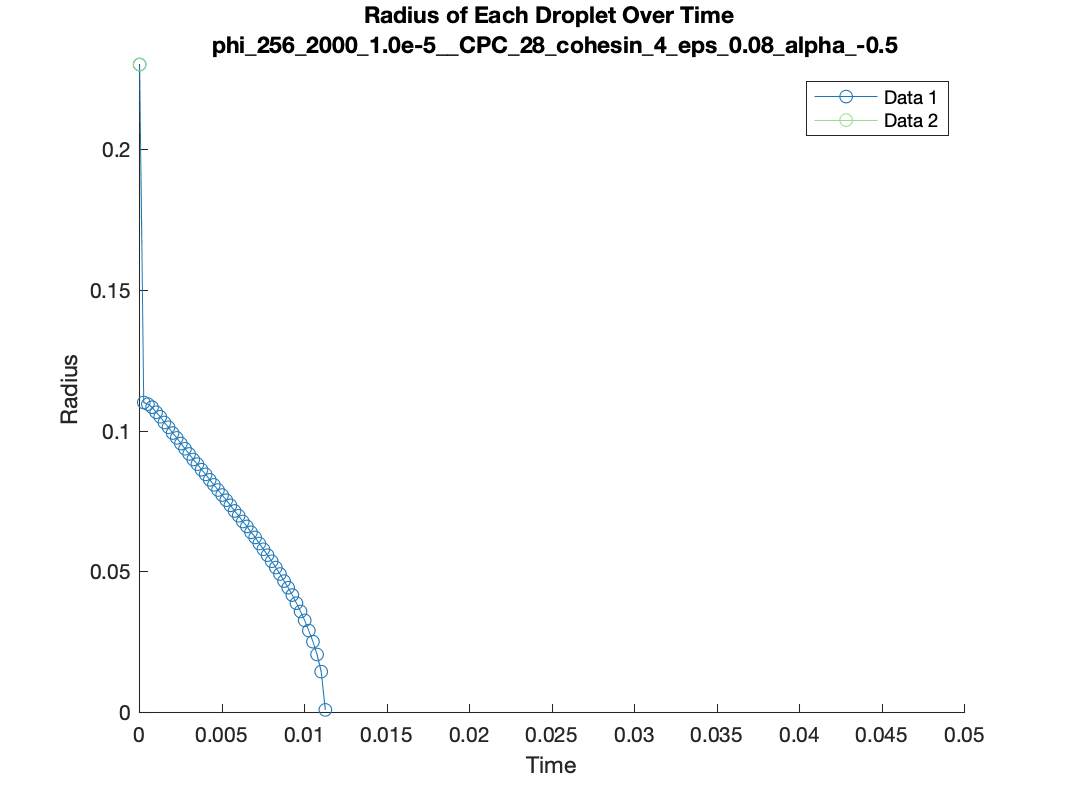 Radius of Each Droplet Over Time
phi_256_2000_1.0e-5__CPC_28_cohesin_4_eps_0.08_alpha_-0.5
Data 1
Data 2
0.2
0.15
0.1
0.05
0
Radius
0 0.005 0.01 0.015 0.02 0.025 0.03 0.035 0.04 0.045 0.05
Time